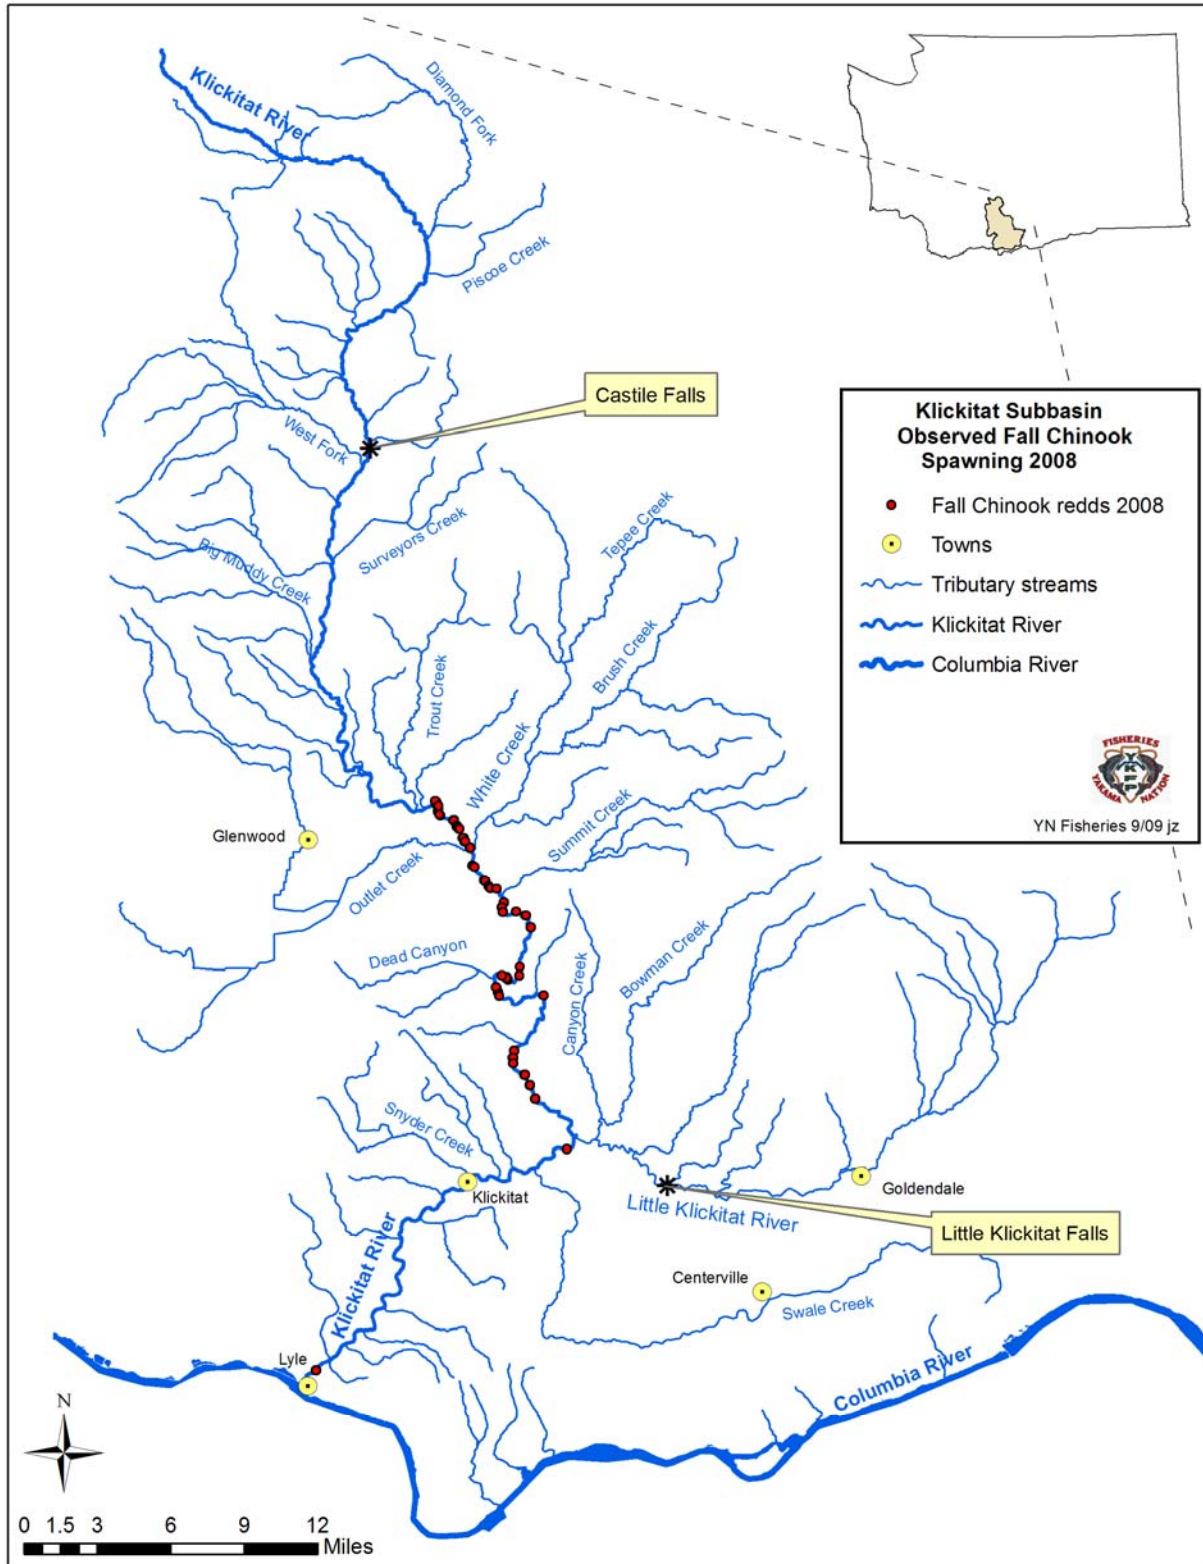 Klickitat River
Diamond Fork
Piscoe Creek
Castile Falls
West Fork
Surveyors Creek
Big Muddy Creek
Tepee Creek
Brush Creek
Trout Creek
White Creek
Summit Creek
Glenwood
Outlet Creek
Dead Canyon
Canyon Creek
Bowman Creek
Snyder Creek
Klickitat
Goldendale
Little Klickitat River
Little Klickitat Falls
Centerville
Swale Creek
Klickitat River
Lyle
Columbia River
Klickitat Subbasin
Observed Fall Chinook
Spawning 2008
Fall Chinook redds 2008
Towns
Tributary streams
Klickitat River
Columbia River
FISHERIES
YKFP
YAKAMA NATION
YN Fisheries 9/09 jz
N
0 1.5 3 6 9 12
Miles